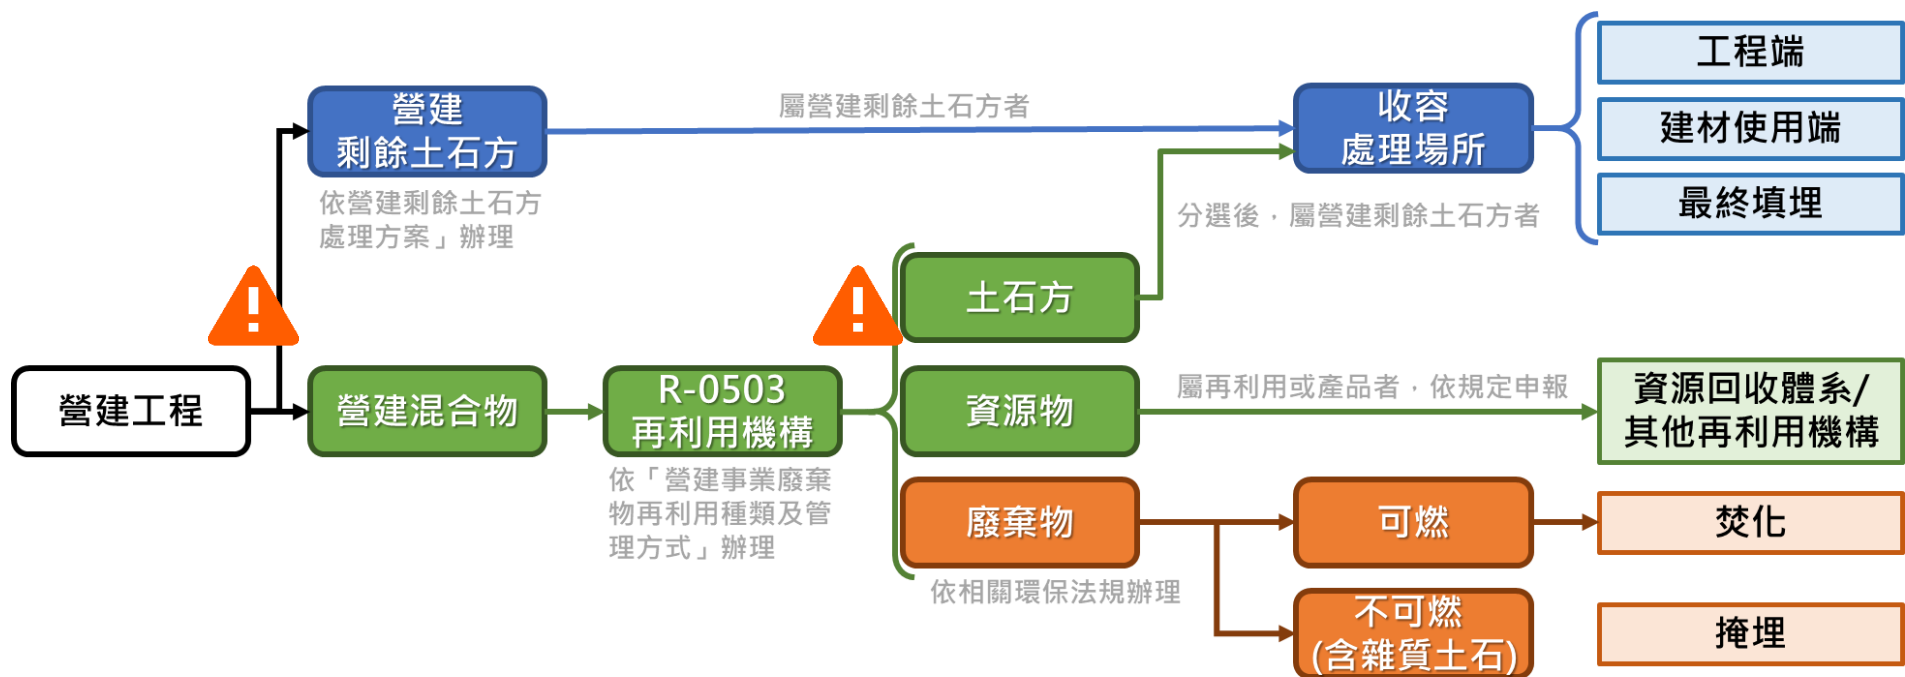 工程端
營建
剩餘土石方
屬營建剩餘土石方者
收容
處理場所
建材使用端
最終填埋
依營建剩餘土石方
處理方案」辦理
分選後，屬營建剩餘土石方者
土石方
營建工程
營建混合物
R-0503
再利用機構
資源物
屬再利用或產品者，依規定申報
資源回收體系/
其他再利用機構
依「營建事業廢棄
物再利用種類及管
理方式」辦理
廢棄物
可燃
焚化
依相關環保法規辦理
不可燃
(含雜質土石)
掩埋